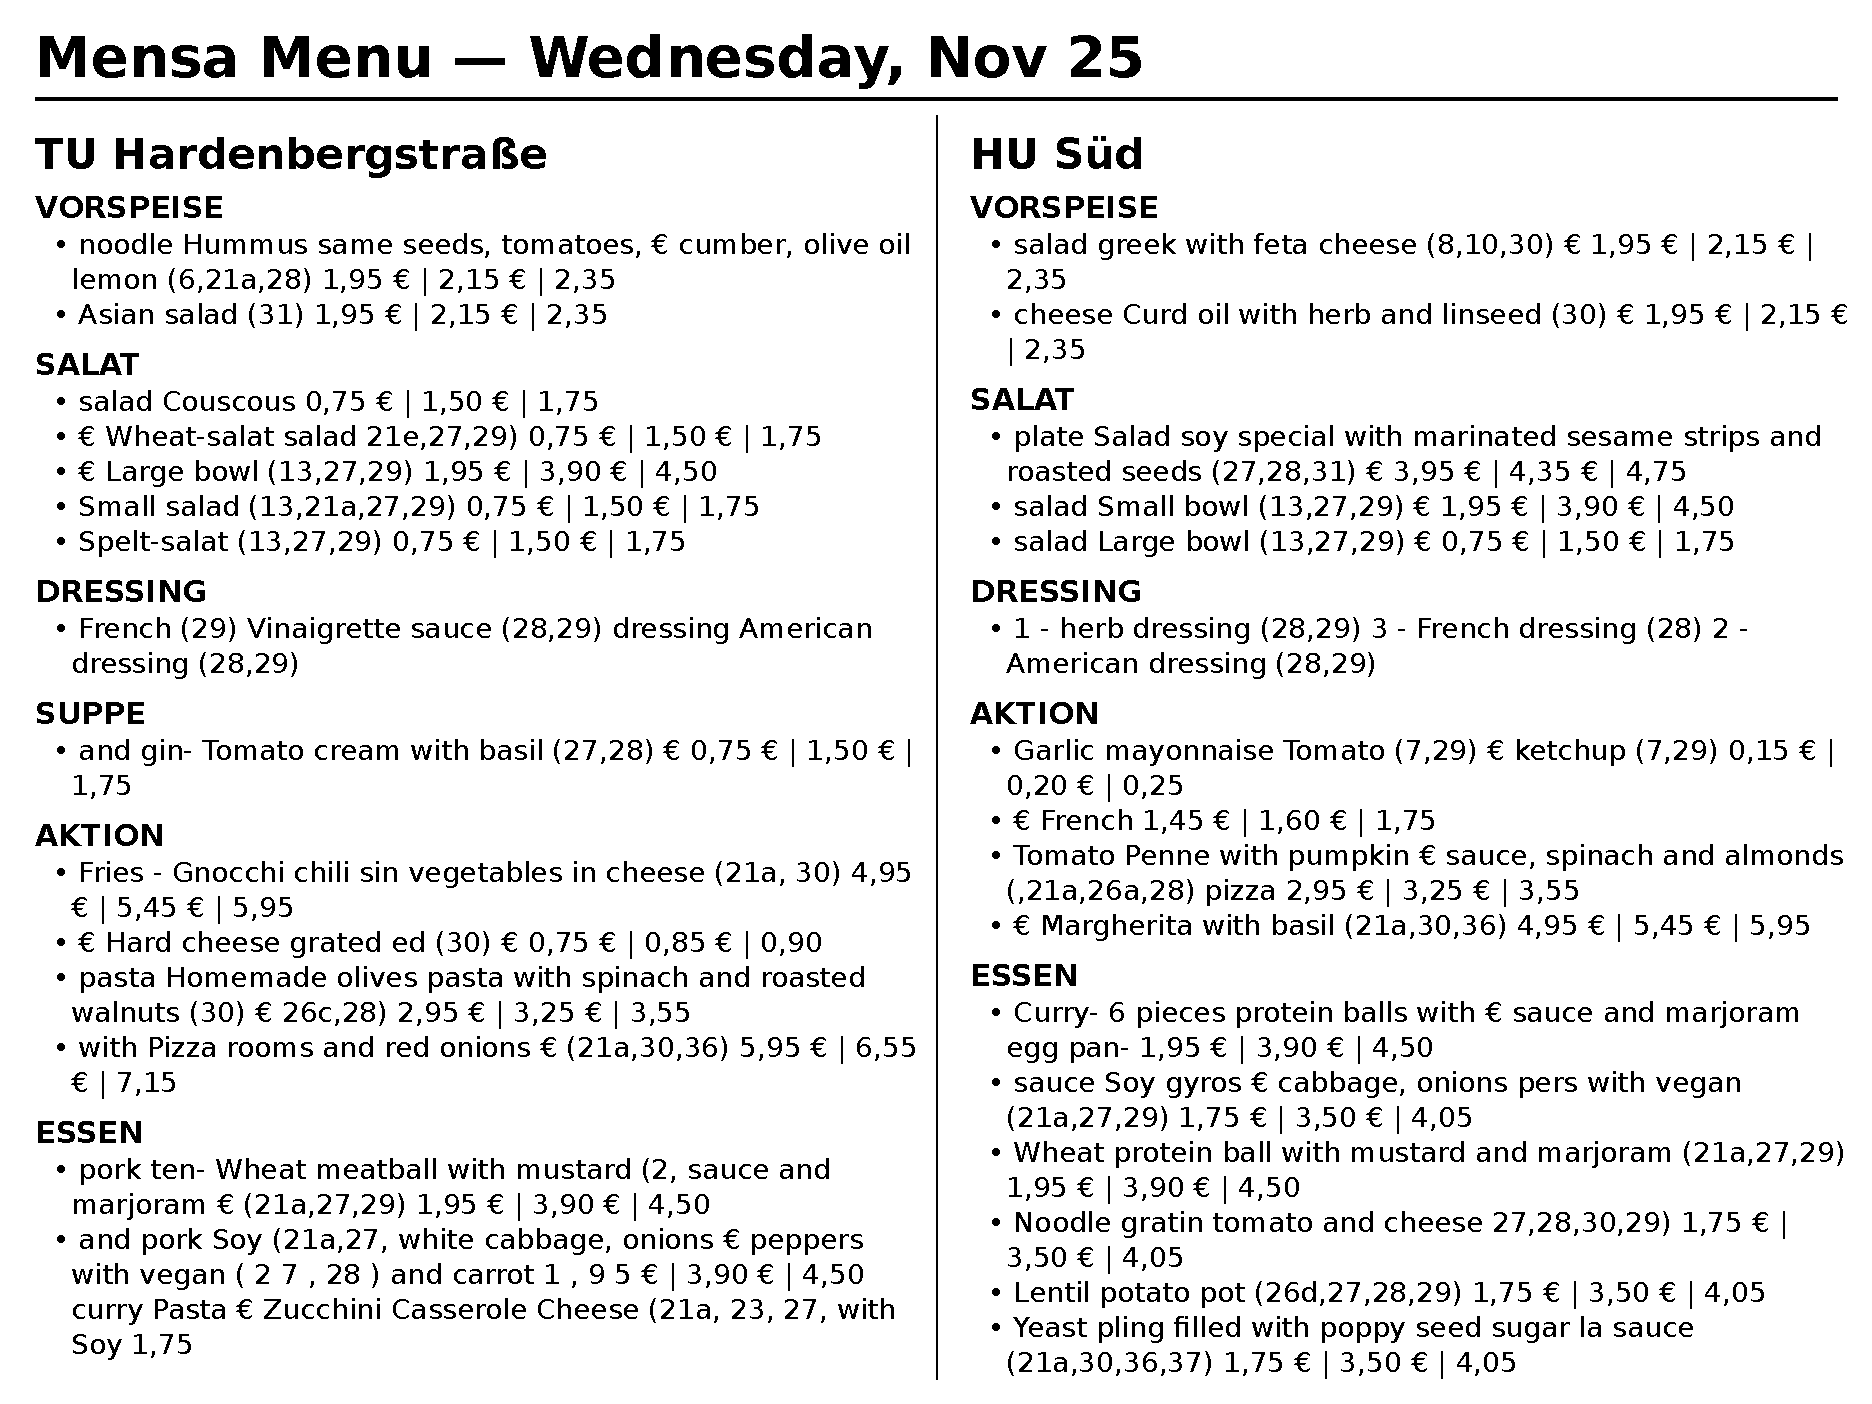 Mensa Menu — Wednesday, Nov 25
TU Hardenbergstraße
VORSPEISE
• noodle Hummus same seeds, tomatoes, € cumber, olive oil
lemon (6,21a,28) 1,95 € | 2,15 € | 2,35
• Asian salad (31) 1,95 € | 2,15 € | 2,35
SALAT
• salad Couscous 0,75 € | 1,50 € | 1,75
• € Wheat-salat salad 21e,27,29) 0,75 € | 1,50 € | 1,75
• € Large bowl (13,27,29) 1,95 € | 3,90 € | 4,50
• Small salad (13,21a,27,29) 0,75 € | 1,50 € | 1,75
• Spelt-salat (13,27,29) 0,75 € | 1,50 € | 1,75
DRESSING
• French (29) Vinaigrette sauce (28,29) dressing American
dressing (28,29)
SUPPE
• and gin- Tomato cream with basil (27,28) € 0,75 € | 1,50 € |
1,75
AKTION
• Fries - Gnocchi chili sin vegetables in cheese (21a, 30) 4,95
€ | 5,45 € | 5,95
• € Hard cheese grated ed (30) € 0,75 € | 0,85 € | 0,90
• pasta Homemade olives pasta with spinach and roasted
walnuts (30) € 26c,28) 2,95 € | 3,25 € | 3,55
• with Pizza rooms and red onions € (21a,30,36) 5,95 € | 6,55
€ | 7,15
ESSEN
• pork ten- Wheat meatball with mustard (2, sauce and
marjoram € (21a,27,29) 1,95 € | 3,90 € | 4,50
• and pork Soy (21a,27, white cabbage, onions € peppers
with vegan ( 2 7 , 28 ) and carrot 1 , 9 5 € | 3,90 € | 4,50
curry Pasta € Zucchini Casserole Cheese (21a, 23, 27, with
Soy 1,75
HU Süd
VORSPEISE
• salad greek with feta cheese (8,10,30) € 1,95 € | 2,15 € |
2,35
• cheese Curd oil with herb and linseed (30) € 1,95 € | 2,15 €
| 2,35
SALAT
• plate Salad soy special with marinated sesame strips and
roasted seeds (27,28,31) € 3,95 € | 4,35 € | 4,75
• salad Small bowl (13,27,29) € 1,95 € | 3,90 € | 4,50
• salad Large bowl (13,27,29) € 0,75 € | 1,50 € | 1,75
DRESSING
• 1 - herb dressing (28,29) 3 - French dressing (28) 2 -
American dressing (28,29)
AKTION
• Garlic mayonnaise Tomato (7,29) € ketchup (7,29) 0,15 € |
0,20 € | 0,25
• € French 1,45 € | 1,60 € | 1,75
• Tomato Penne with pumpkin € sauce, spinach and almonds
(,21a,26a,28) pizza 2,95 € | 3,25 € | 3,55
• € Margherita with basil (21a,30,36) 4,95 € | 5,45 € | 5,95
ESSEN
• Curry- 6 pieces protein balls with € sauce and marjoram
egg pan- 1,95 € | 3,90 € | 4,50
• sauce Soy gyros € cabbage, onions pers with vegan
(21a,27,29) 1,75 € | 3,50 € | 4,05
• Wheat protein ball with mustard and marjoram (21a,27,29)
1,95 € | 3,90 € | 4,50
• Noodle gratin tomato and cheese 27,28,30,29) 1,75 € |
3,50 € | 4,05
• Lentil potato pot (26d,27,28,29) 1,75 € | 3,50 € | 4,05
• Yeast pling filled with poppy seed sugar la sauce
(21a,30,36,37) 1,75 € | 3,50 € | 4,05